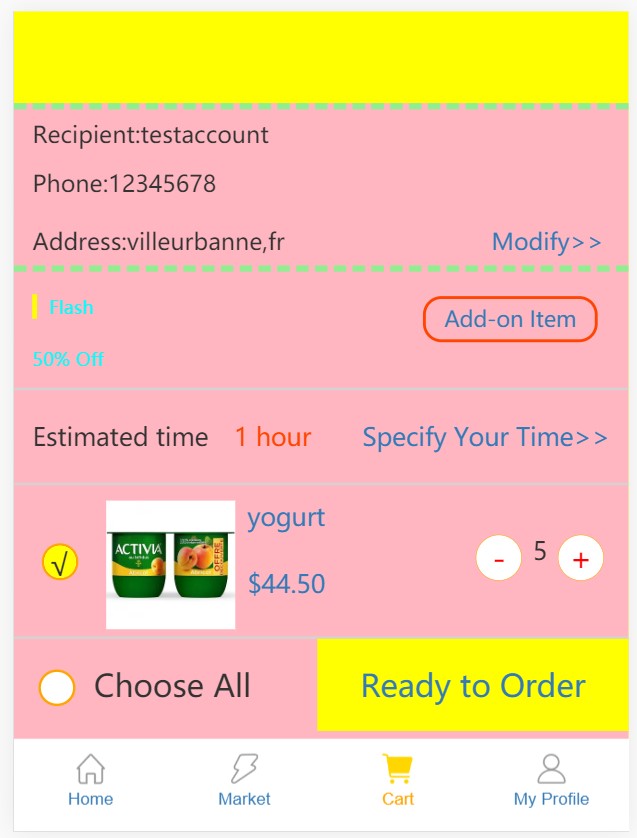 Recipient:testaccount
Phone:12345678
Address:villeurbanne,fr
Modify>>
Flash
Add-on Item
50% Off
Estimated time 1 hour Specify Your Time>>
√
ACTIVIA
OFFRE
yogurt
$44.50
- 5 +
Choose All
Ready to Order
Home
Market
Cart
My Profile